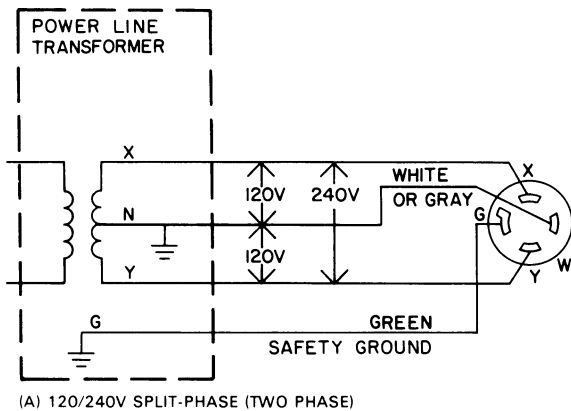 POWER LINE
TRANSFORMER
X
N
Y
G
120V
120V
240V
WHITE
OR GRAY
X
G
W
Y
GREEN
SAFETY GROUND
(A) 120/240V SPLIT-PHASE (TWO PHASE)